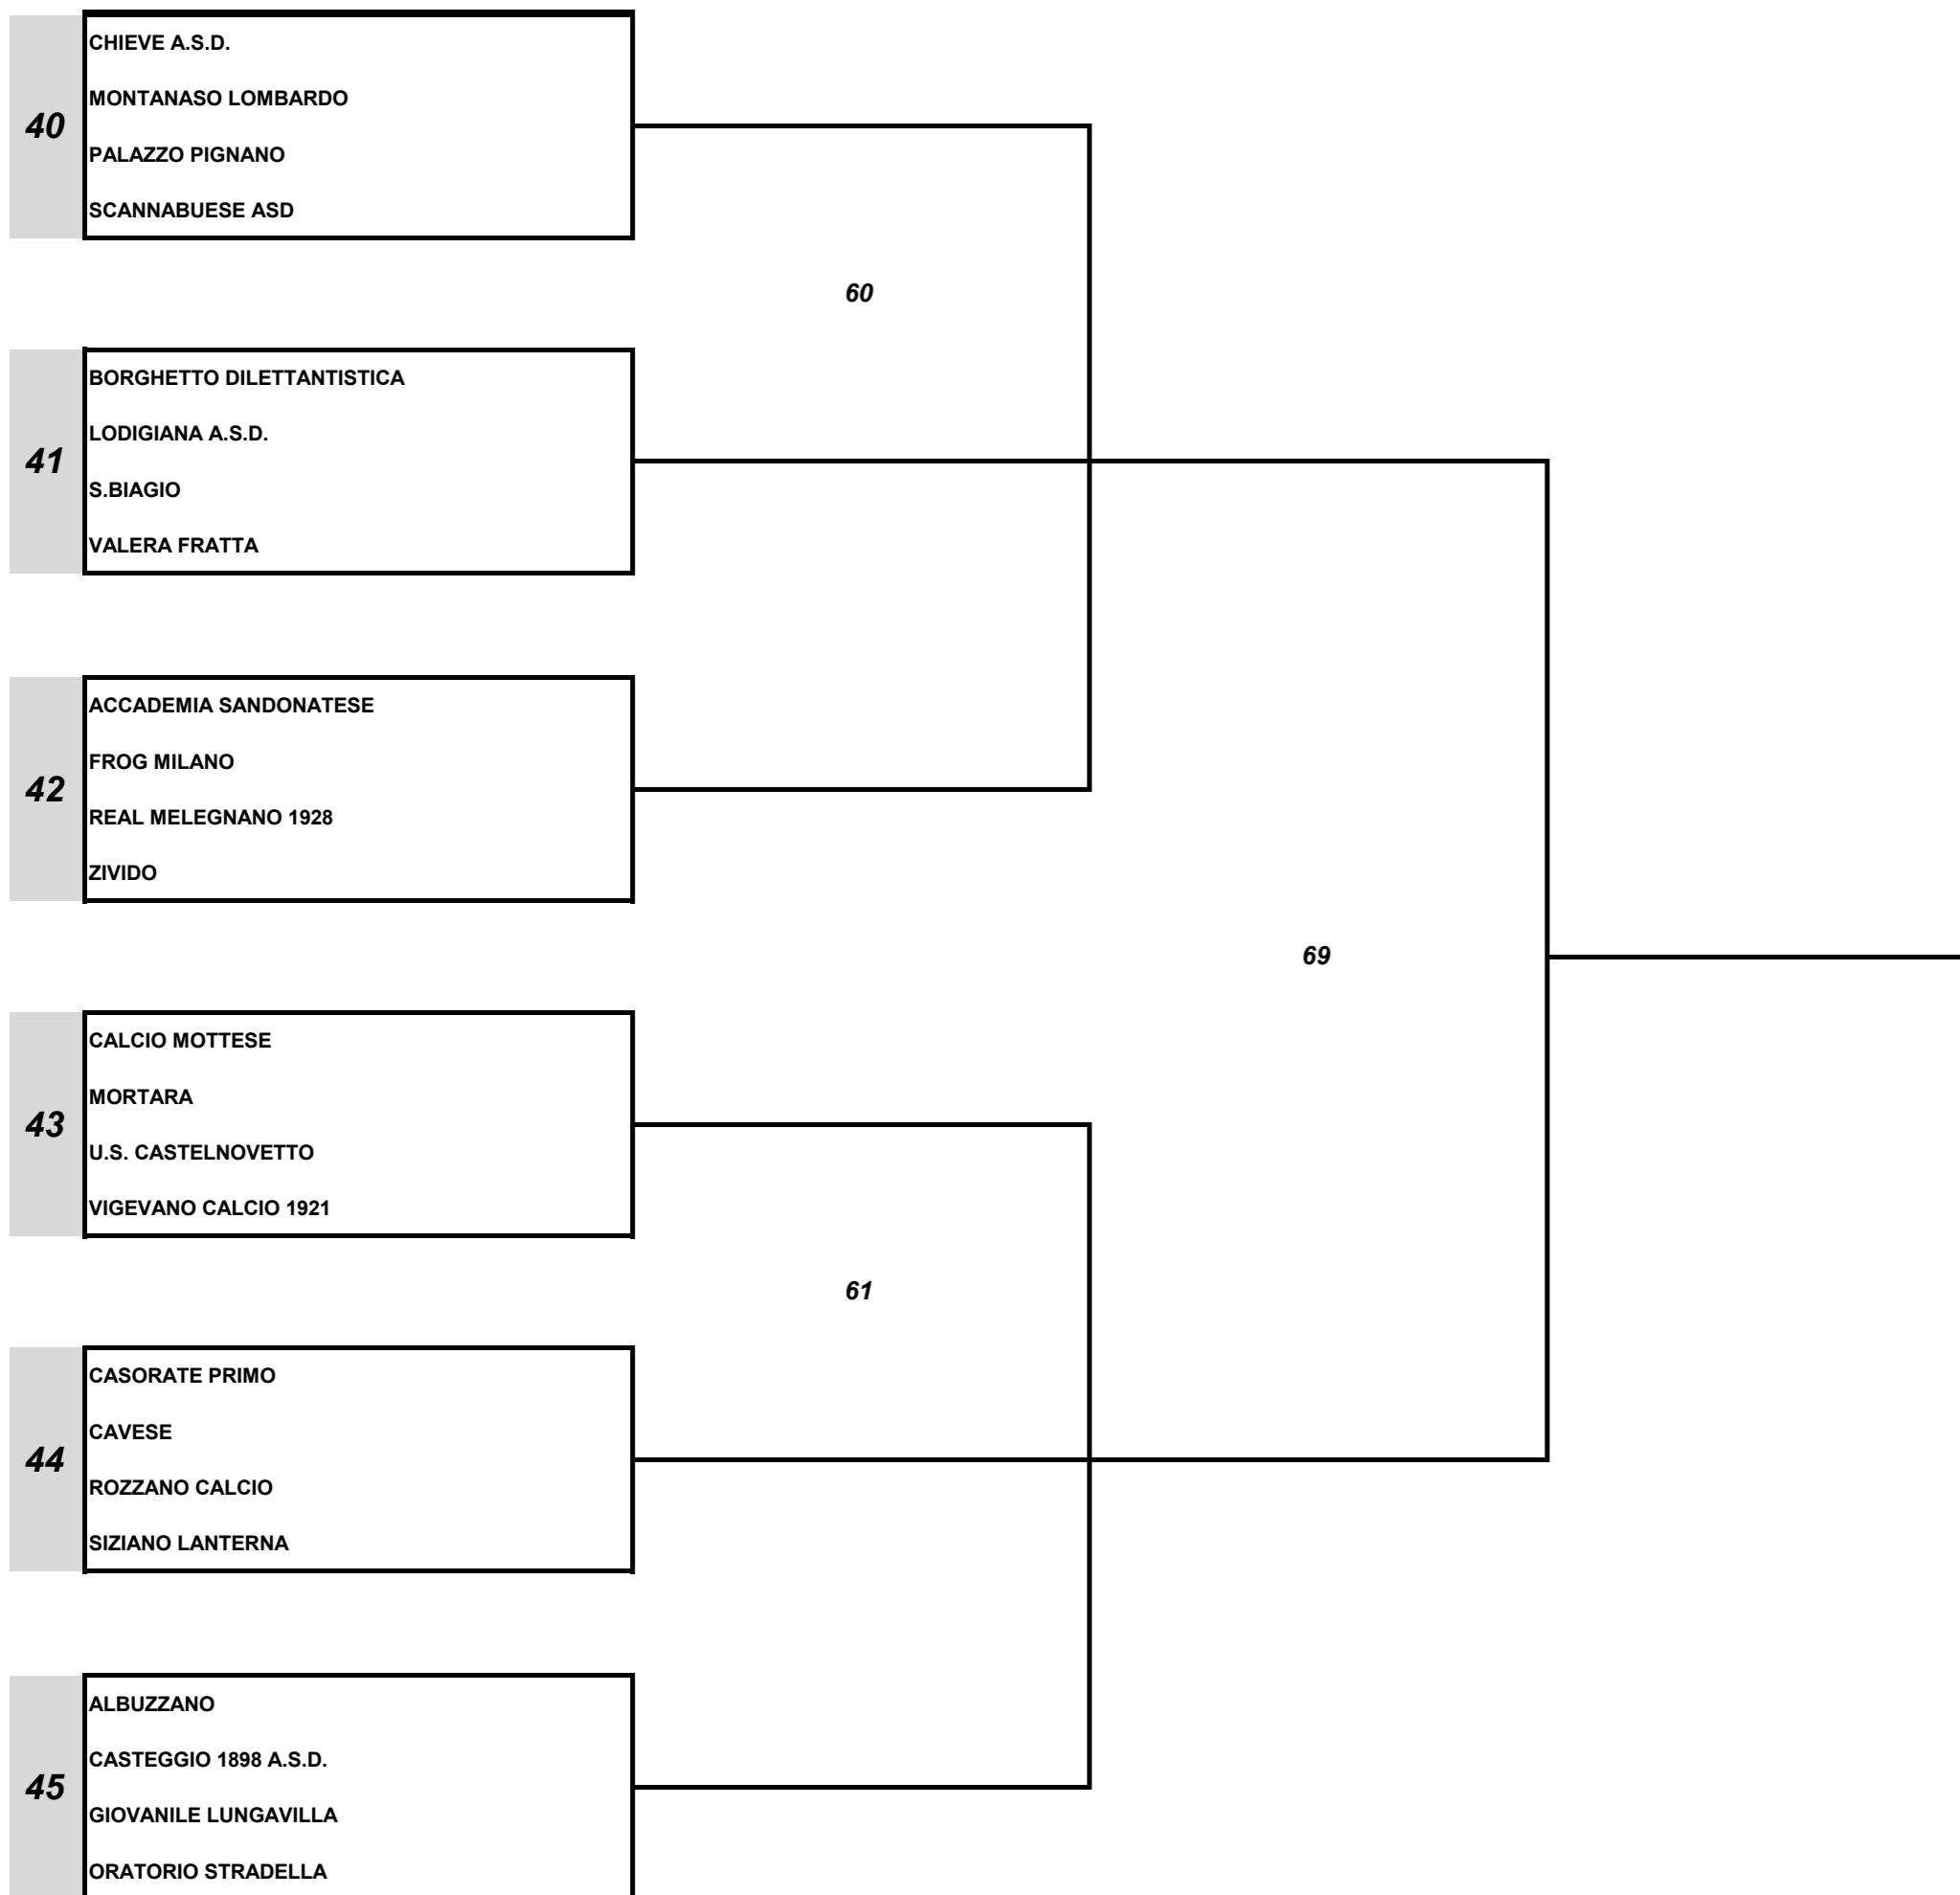 40
CHIEVE A.S.D.
MONTANASO LOMBARDO
PALAZZO PIGNANO
SCANNABUESE ASD
60
41
BORGHETTO DILETTANTISTICA
LODIGIANA A.S.D.
S.BIAGIO
VALERA FRATTA
42
ACCADEMIA SANDONATESE
FROG MILANO
REAL MELEGNANO 1928
ZIVIDO
69
43
CALCIO MOTTESE
MORTARA
U.S. CASTELNOVETTO
VIGEVANO CALCIO 1921
61
44
CASORATE PRIMO
CAVESE
ROZZANO CALCIO
SIZIANO LANTERNA
45
ALBUZZANO
CASTEGGIO 1898 A.S.D.
GIOVANILE LUNGAVILLA
ORATORIO STRADELLA